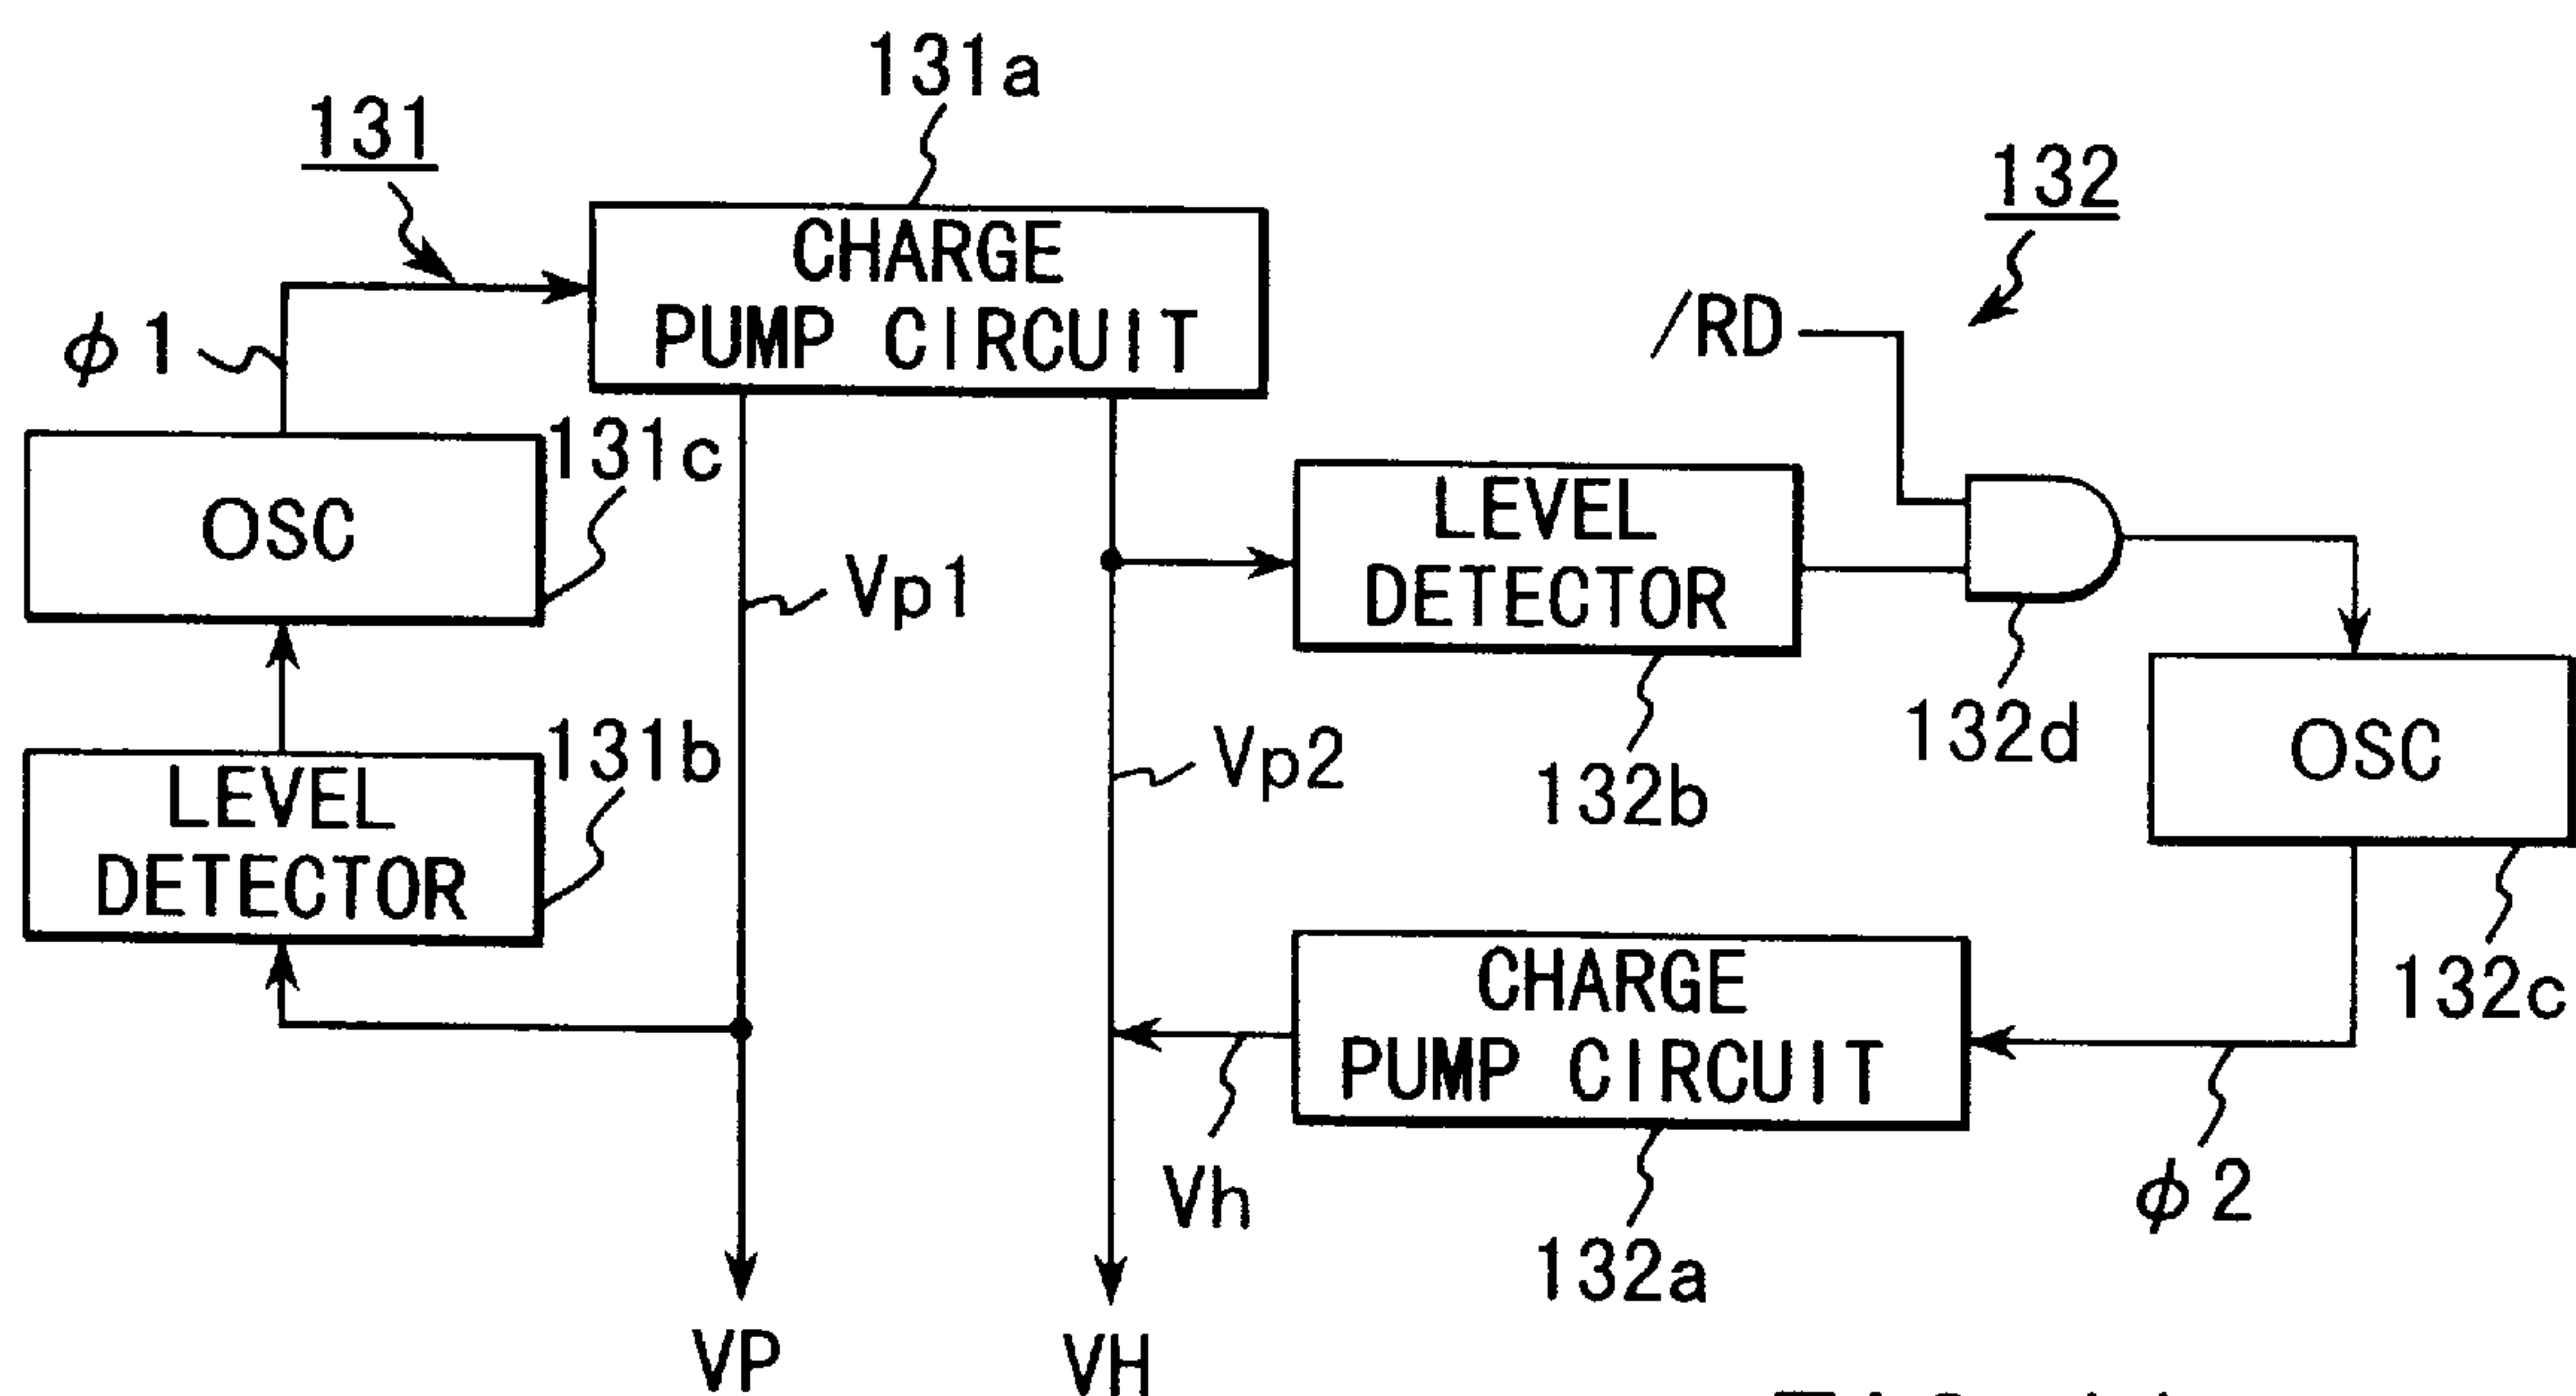 131a
131
132
CHARGE
PUMP CIRCUIT
/RD
φ1
131c
OSC
LEVEL
DETECTOR
Vp1
131b
Vp2
132b
132d
OSC
LEVEL
DETECTOR
CHARGE
PUMP CIRCUIT
132c
Vh
132a
φ2
VP
VH